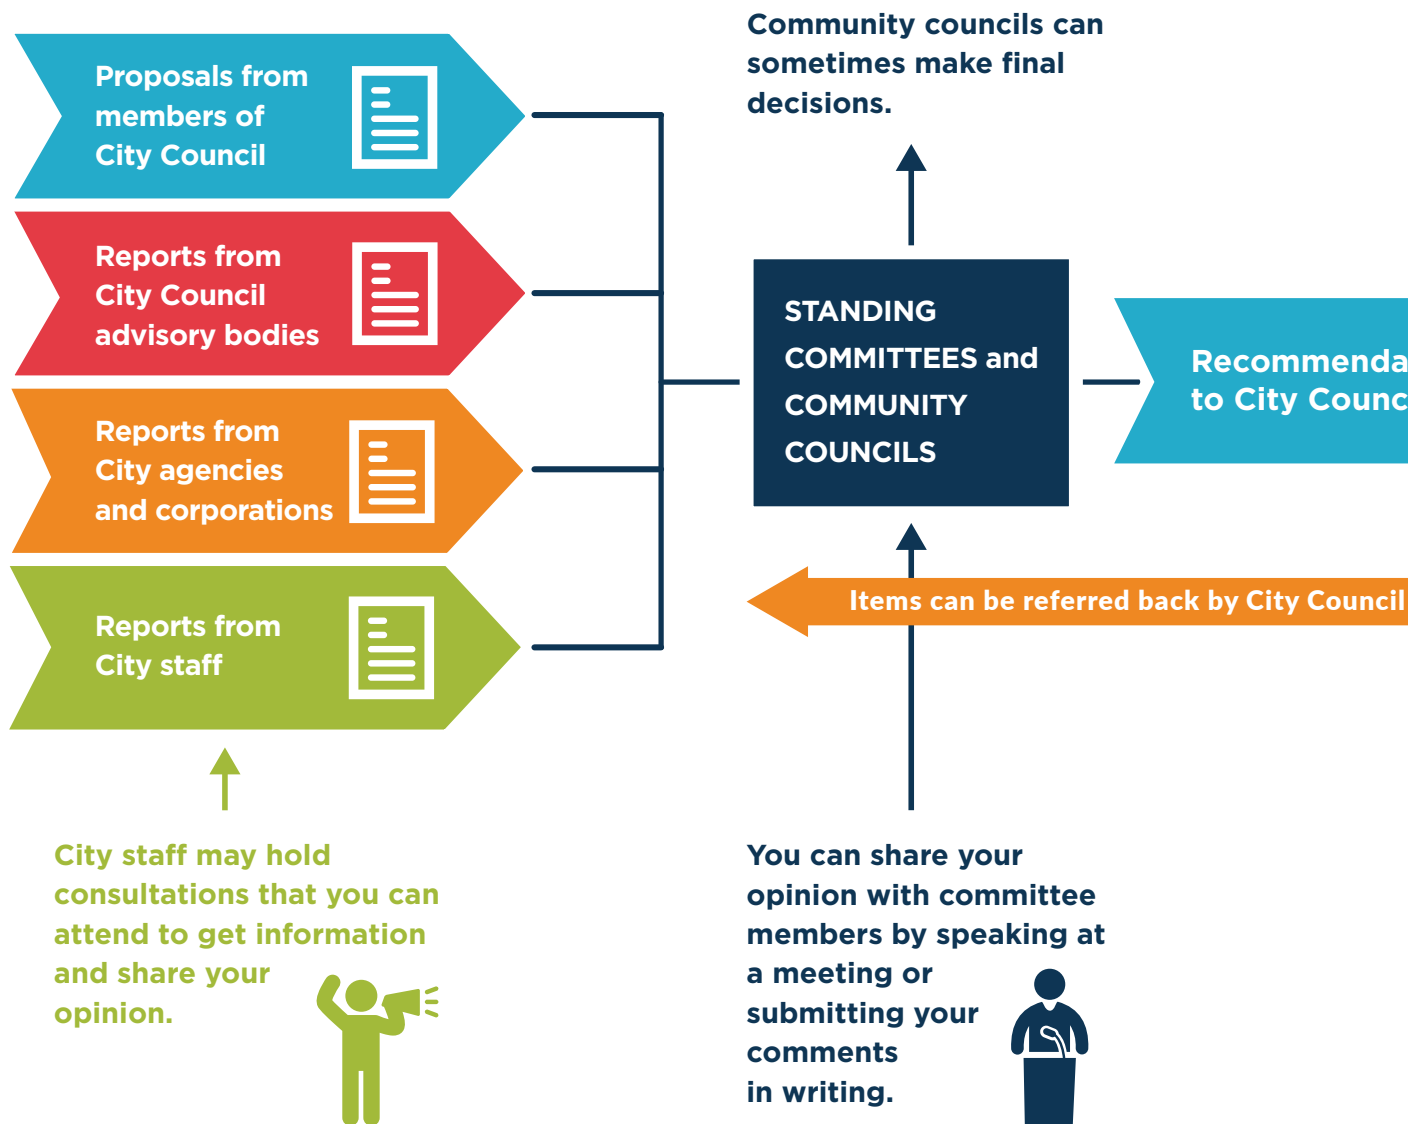 Proposals from
members of
City Council
Reports from
City Council
advisory bodies
Reports from
City agencies
and corporations
Reports from
City staff
City staff may hold
consultations that you can
attend to get information
and share your
opinion.
Community councils can
sometimes make final
decisions.
STANDING
COMMITTEES and
COMMUNITY
COUNCILS
Recommenda
to City Counc
Items can be referred back by City Council
You can share your
opinion with committee
members by speaking at
a meeting or
submitting your
comments
in writing.